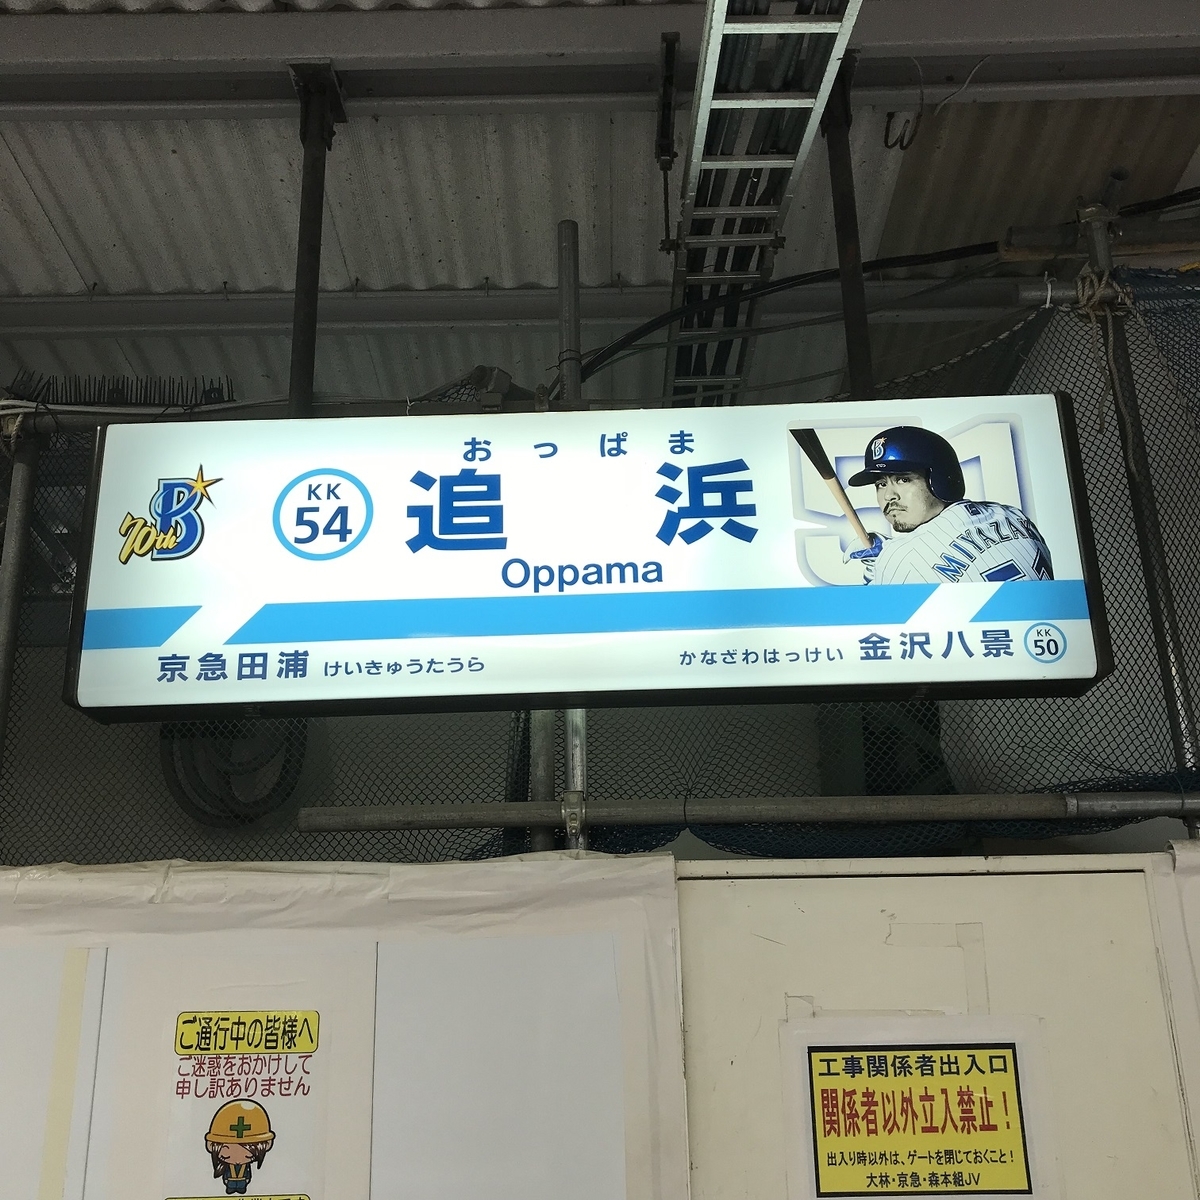 おっぱま
KK
54
追浜
Oppama
70th
B
B
MIYAZAK
51
京急田浦 けいきゅうたうら
かなざわはっけい 金沢八景
KK
50
ご通行中の皆様へ
ご迷惑をおかけして
申し訳ありません
工事関係者出入口
関係者以外立入禁止！
出入り時以外は、ゲートを閉じておくこと！
大林・京急・森本組JV